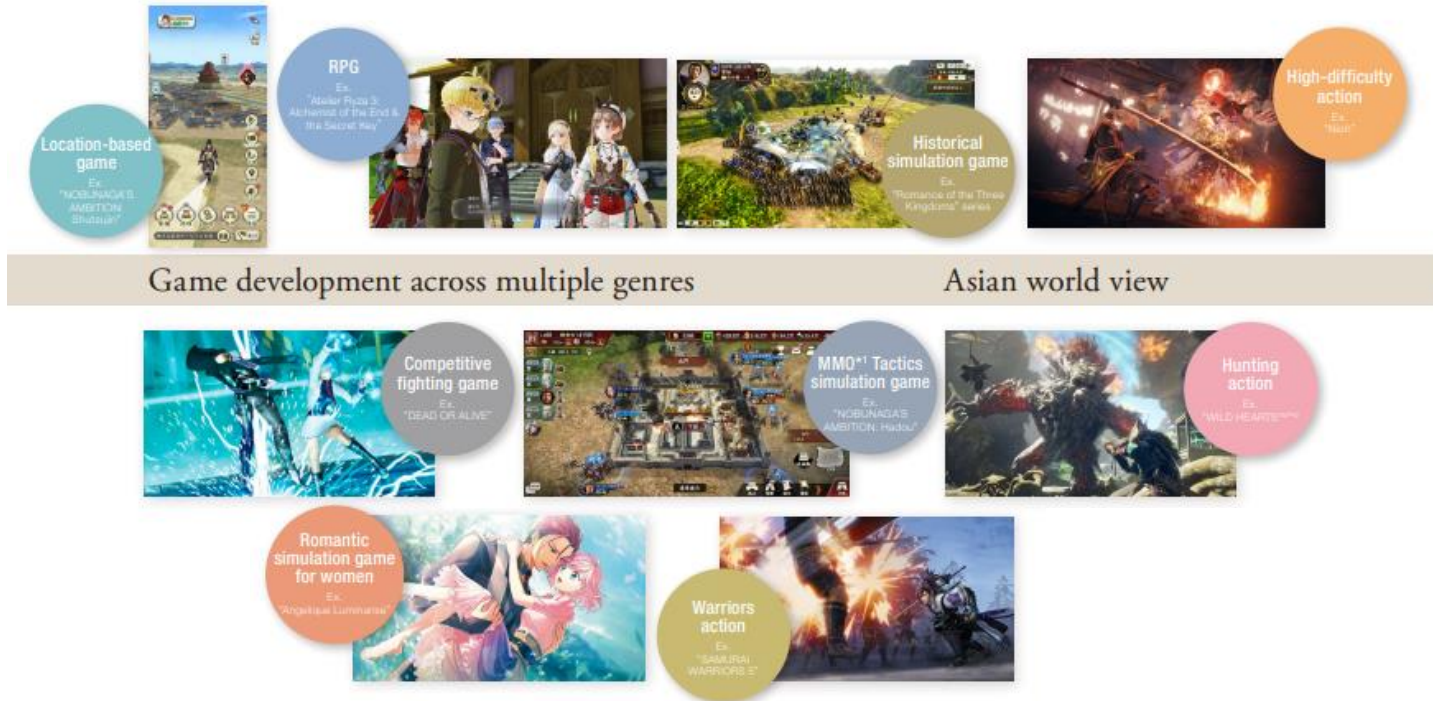 Location-based
game
Ex.
"NOBUNAGA'S
AMBITION
Shutsujin"
RPG
Ex.
"Atelier Ryza 3:
Alchemist of the End &
the Secret Key"
Historical
simulation game
Ex.
"Romance of the Three
Kingdoms" series
High-difficulty
action
Ex.
"Nioh"
Game development across multiple genres
Asian world view
Competitive
fighting game
Ex.
"DEAD OR ALIVE"
MMO*1 Tactics
simulation game
Ex.
"NOBUNAGA'S
AMBITION: Hadou"
Hunting
action
Ex.
"WILD HEARTS
Romantic
simulation game
for women
Ex.
"Angelique Luminarise"
Warriors
action
Ex.
"SAMURAI
WARRIORS 5"